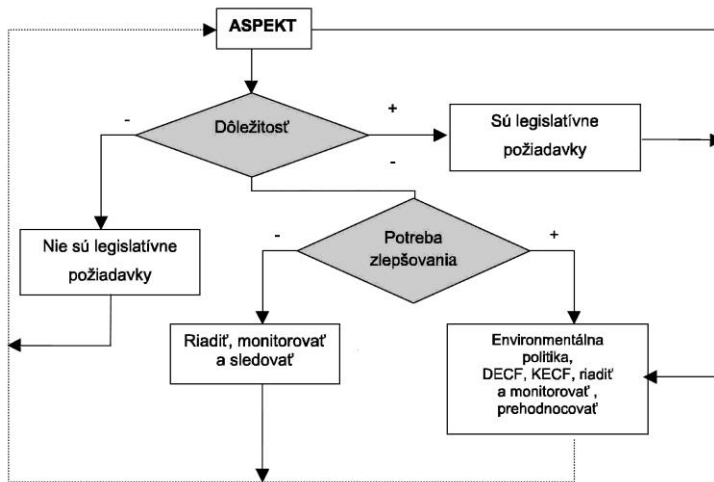 ASPEKT
-
Dôležitosť
+
-
Sú legislatívne
požiadavky
Nie sú legislatívne
požiadavky
-
Potreba
zlepšovania
+
Riadiť, monitorovať
a sledovať
Environmentálna
politika,
DECF, KECF, riadiť
a monitorovať ,
prehodnocovať